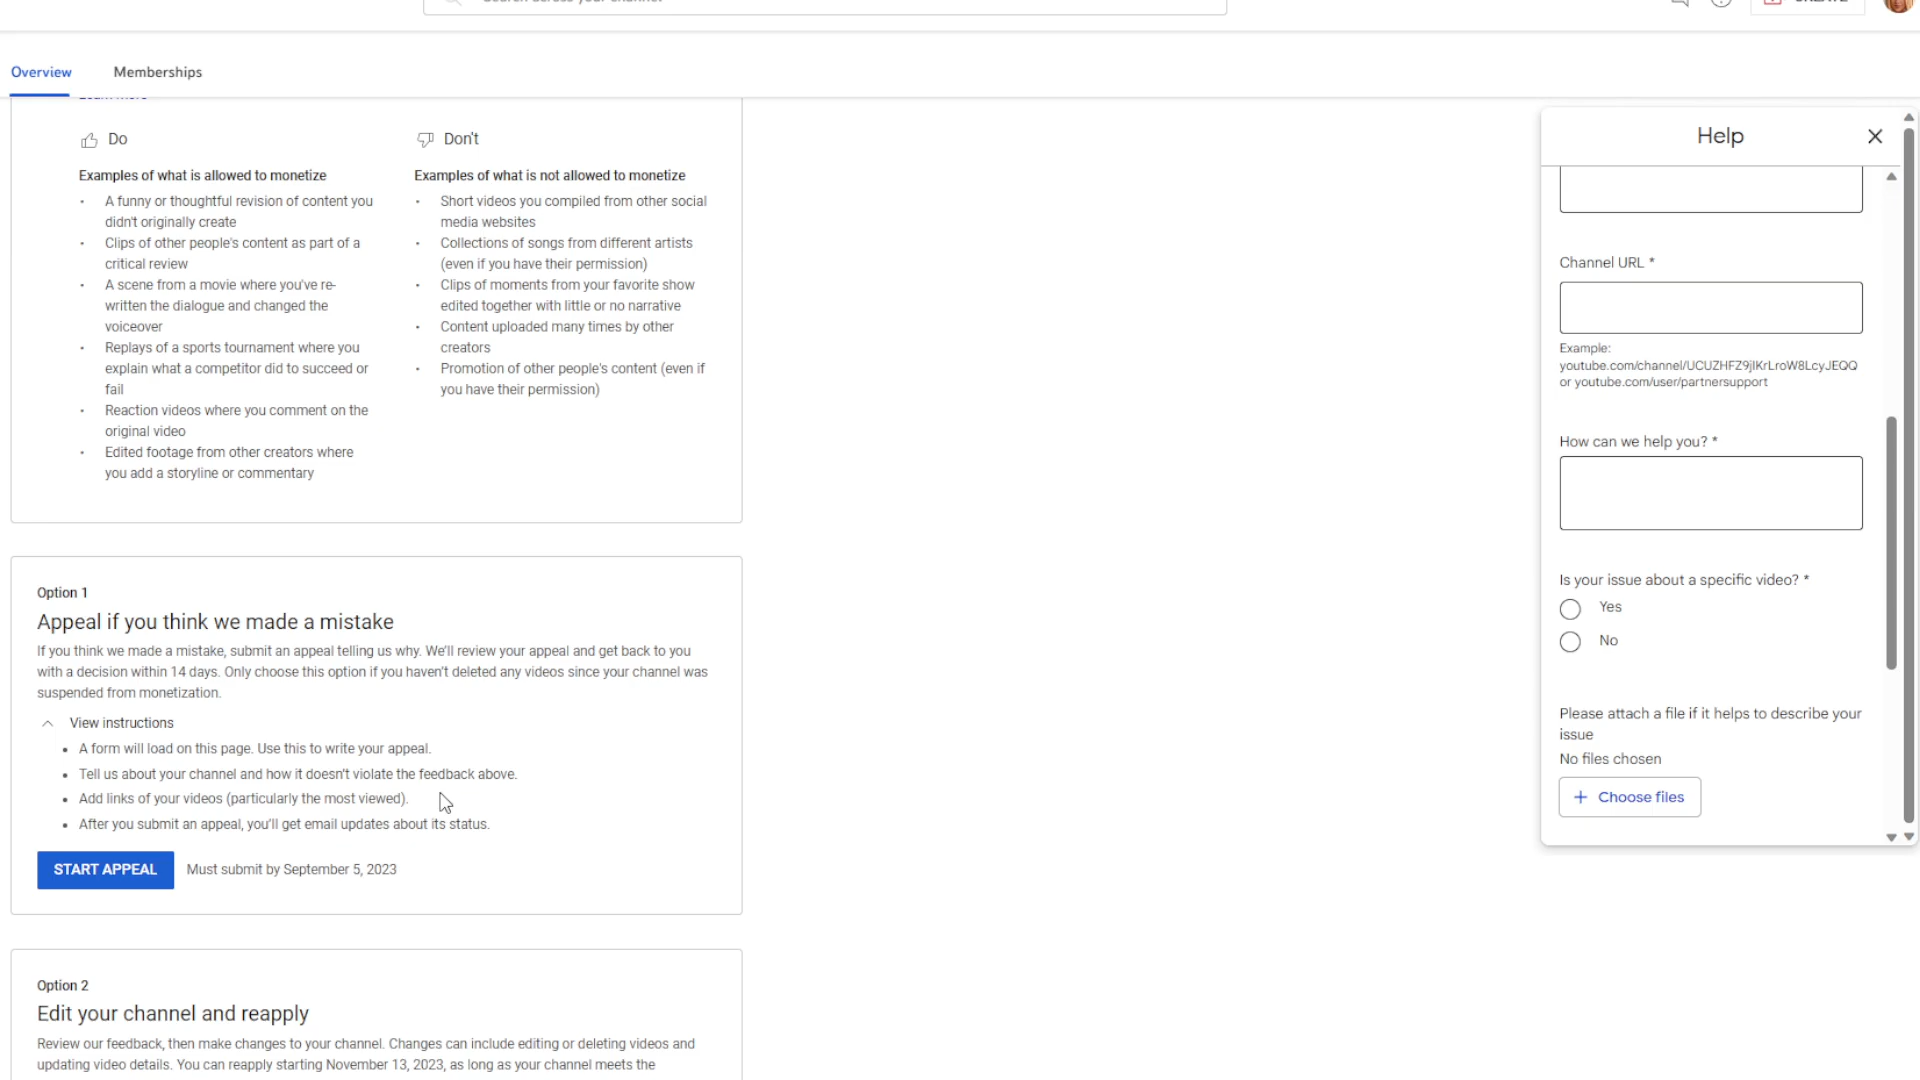 Overview
Memberships
Do
Don't
Examples of what is allowed to monetize
A funny or thoughtful revision of content you
didn't originally create
Clips of other people's content as part of a
critical review
A scene from a movie where you've re-
written the dialogue and changed the
voiceover
Replays of a sports tournament where you
explain what a competitor did to succeed or
fail
Reaction videos where you comment on the
original video
Edited footage from other creators where
you add a storyline or commentary
Examples of what is not allowed to monetize
Short videos you compiled from other social
media websites
Collections of songs from different artists
(even if you have their permission)
Clips of moments from your favorite show
edited together with little or no narrative
Content uploaded many times by other
creators
Promotion of other people's content (even if
you have their permission)
Option 1
Appeal if you think we made a mistake
If you think we made a mistake, submit an appeal telling us why. We'll review your appeal and get back to you
with a decision within 14 days. Only choose this option if you haven't deleted any videos since your channel was
suspended from monetization.
View instructions
A form will load on this page. Use this to write your appeal.
Tell us about your channel and how it doesn't violate the feedback above.
Add links of your videos (particularly the most viewed).
After you submit an appeal, you'll get email updates about its status.
START APPEAL
Must submit by September 5, 2023
Option 2
Edit your channel and reapply
Review our feedback, then make changes to your channel. Changes can include editing or deleting videos and
updating video details. You can reapply starting November 13, 2023, as long as your channel meets the
Help
Channel URL *
Example:
youtube.com/channel/UCUZHFZ9jIKrLroW8LcyJEQQ
or youtube.com/user/partnersupport
How can we help you? *
Is your issue about a specific video? *
Yes
No
Please attach a file if it helps to describe your
issue
No files chosen
+ Choose files